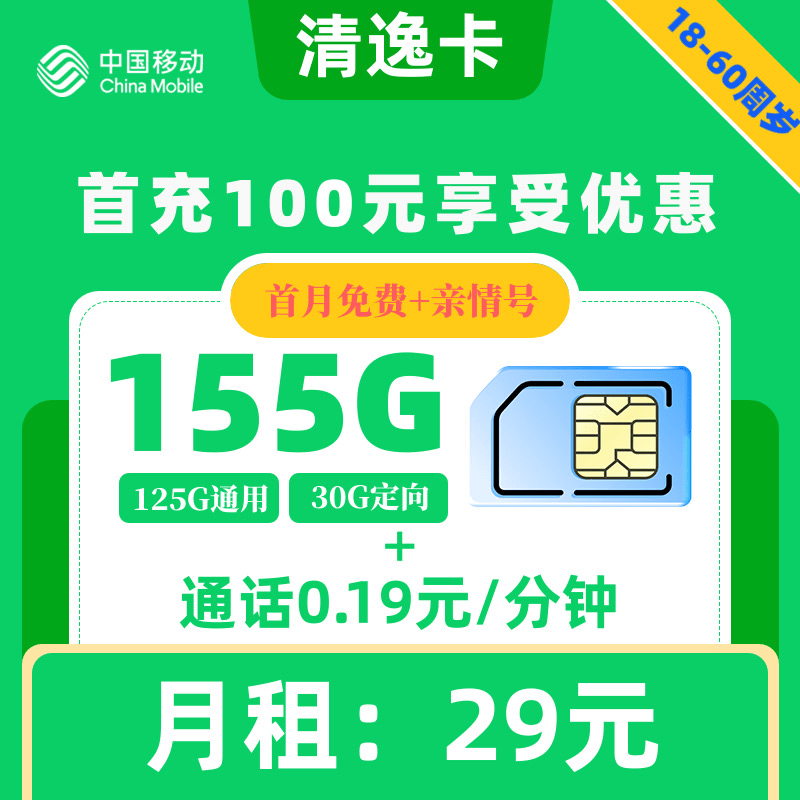 中国移动
China Mobile
清逸卡
18-60周岁
首充100元享受优惠
首月免费+亲情号
155G
125G通用
30G定向
+
通话0.19元/分钟
月租：29元